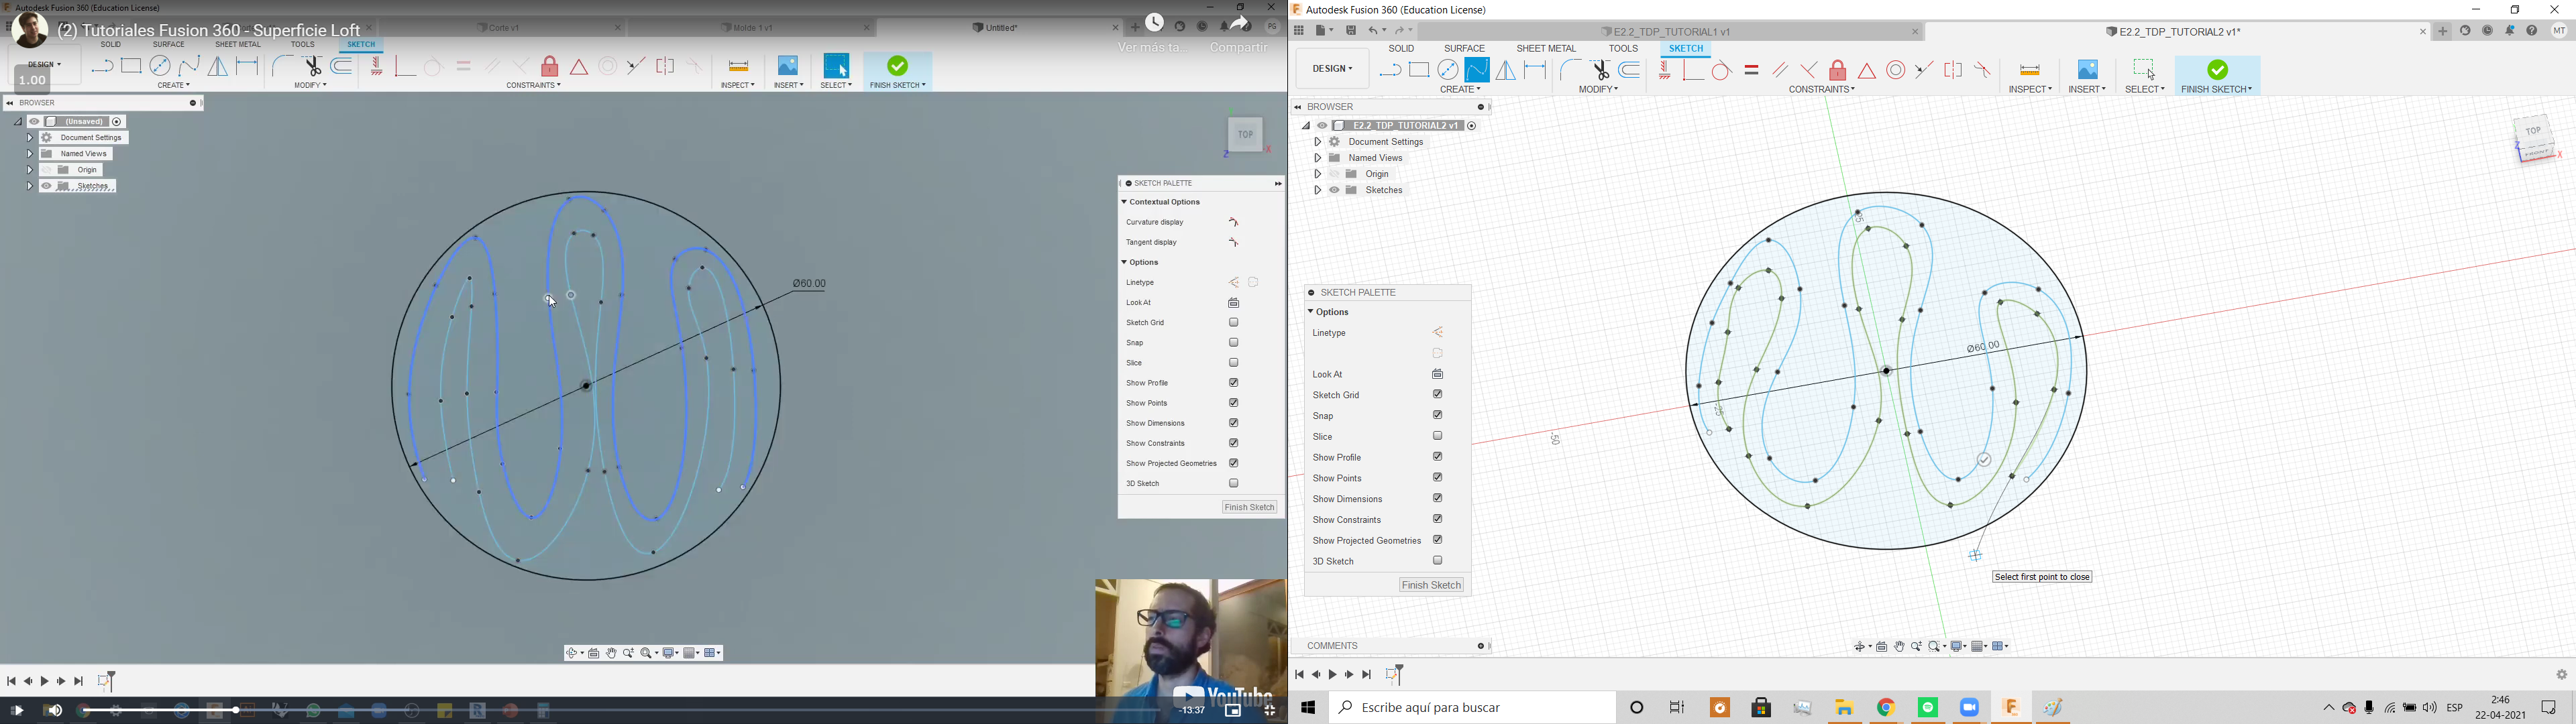 Autodesk Fusion 360 (Education License)
(2) Tutoriales Fusion 360 - Superficie Loft
Corte v1
Molde 1 v1
Untitled*
PG
Ver más ta...
Compartir
1.00
SOLID
SURFACE
SHEET METAL
TOOLS
SKETCH
DESIGN
CREATE
MODIFY
CONSTRAINTS
INSPECT
INSERT
SELECT
FINISH SKETCH
BROWSER
(Unsaved)
Document Settings
Named Views
Origin
Sketches
TOP
Z
X
Ø60.00
SKETCH PALETTE
Contextual Options
Curvature display
Tangent display
Options
Linetype
Look At
Sketch Grid
Snap
Slice
Show Profile
Show Points
Show Dimensions
Show Constraints
Show Projected Geometries
3D Sketch
Finish Sketch
YouTube
-13:37
Autodesk Fusion 360 (Education License)
E2.2_TDP_TUTORIAL1 v1
E2.2_TDP_TUTORIAL2 v1*
MT
SOLID
SURFACE
SHEET METAL
TOOLS
SKETCH
DESIGN
CREATE
MODIFY
CONSTRAINTS
INSPECT
INSERT
SELECT
FINISH SKETCH
BROWSER
E2.2_TDP_TUTORIAL2 v1
Document Settings
Named Views
Origin
Sketches
TOP
FRONT
Z
X
25
Ø60.00
-25
-50
SKETCH PALETTE
Options
Linetype
Look At
Sketch Grid
Snap
Slice
Show Profile
Show Points
Show Dimensions
Show Constraints
Show Projected Geometries
3D Sketch
Finish Sketch
Select first point to close
COMMENTS
Escribe aquí para buscar
ESP
2:46
22-04-2021